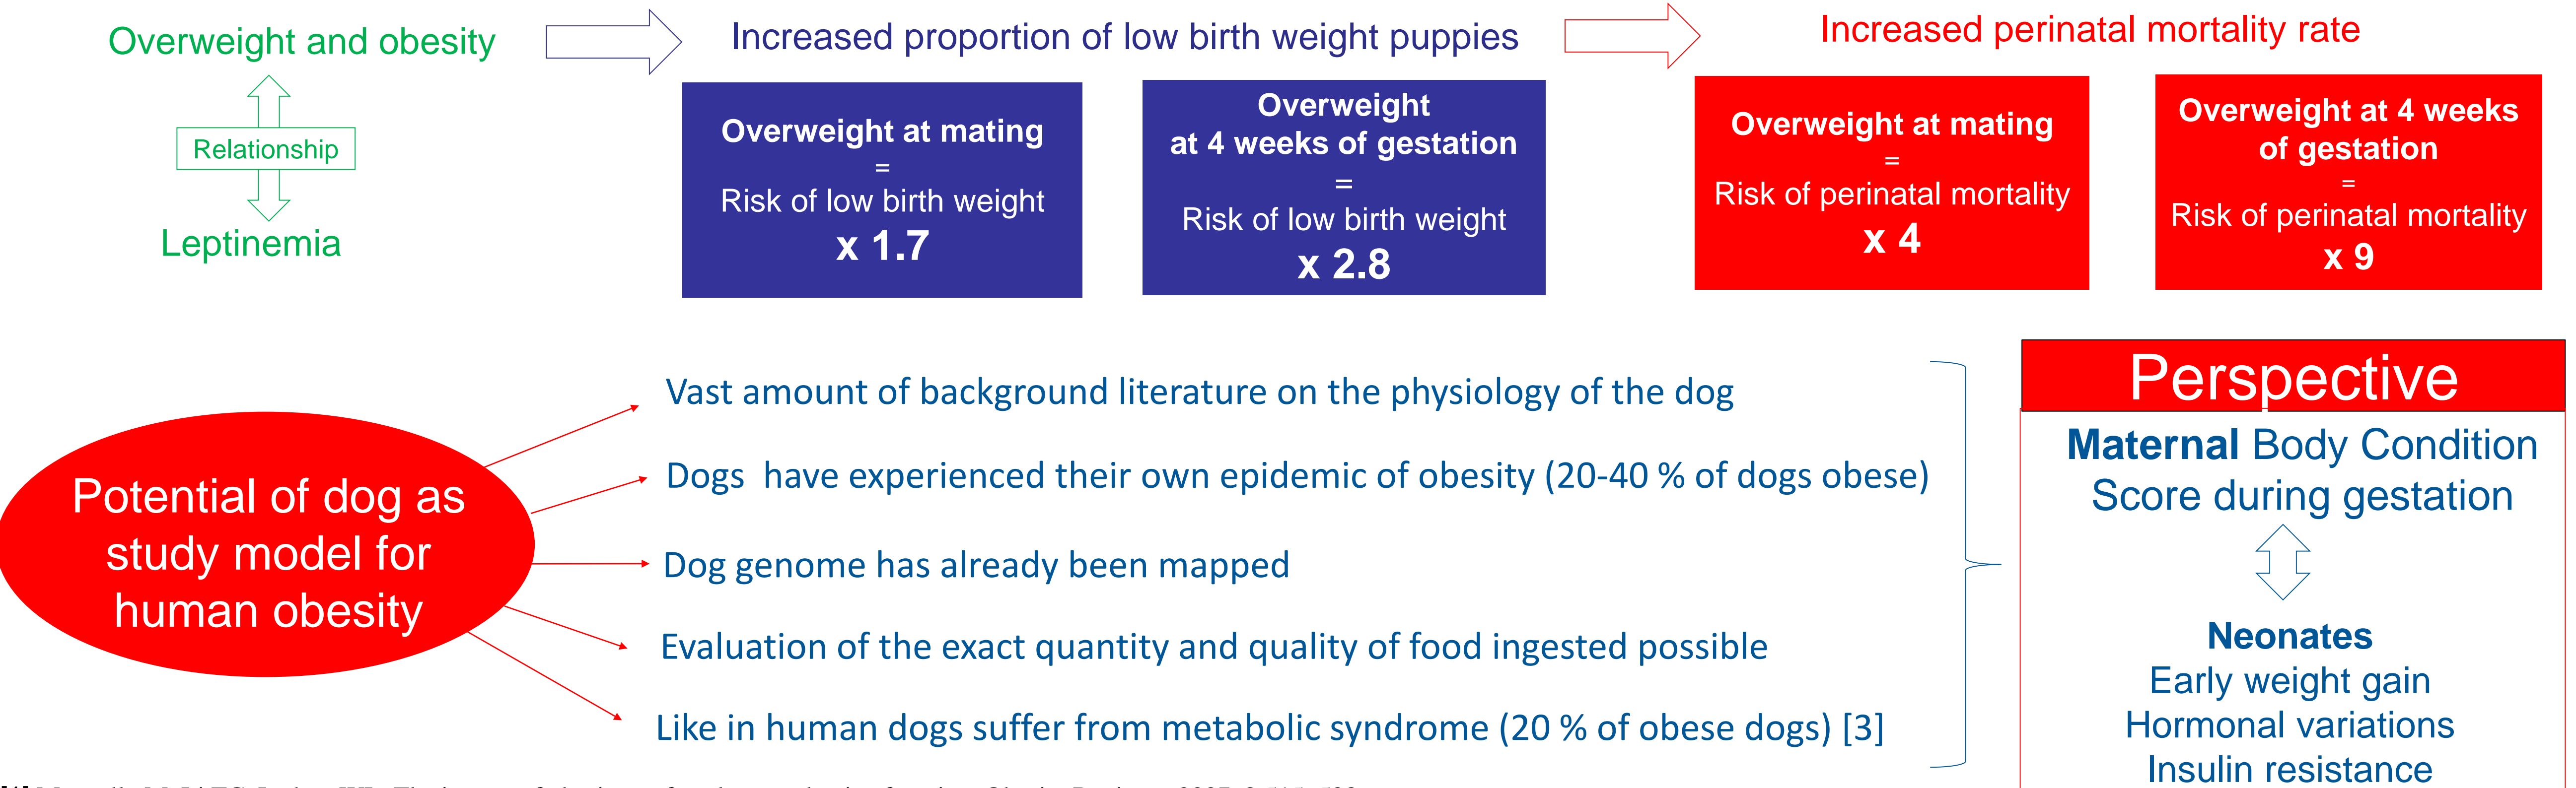 Overweight and obesity
Relationship
Leptinemia
Increased proportion of low birth weight puppies
Overweight at mating
=
Risk of low birth weight
x 1.7
Overweight
at 4 weeks of gestation
=
Risk of low birth weight
x 2.8
Increased perinatal mortality rate
Overweight at mating
=
Risk of perinatal mortality
x 4
Overweight at 4 weeks
of gestation
=
Risk of perinatal mortality
x 9
Potential of dog as
study model for
human obesity
Vast amount of background literature on the physiology of the dog
Dogs have experienced their own epidemic of obesity (20-40 % of dogs obese)
Dog genome has already been mapped
Evaluation of the exact quantity and quality of food ingested possible
Like in human dogs suffer from metabolic syndrome (20 % of obese dogs) [3]
Perspective
Maternal Body Condition
Score during gestation
Neonates
Early weight gain
Hormonal variations
Insulin resistance